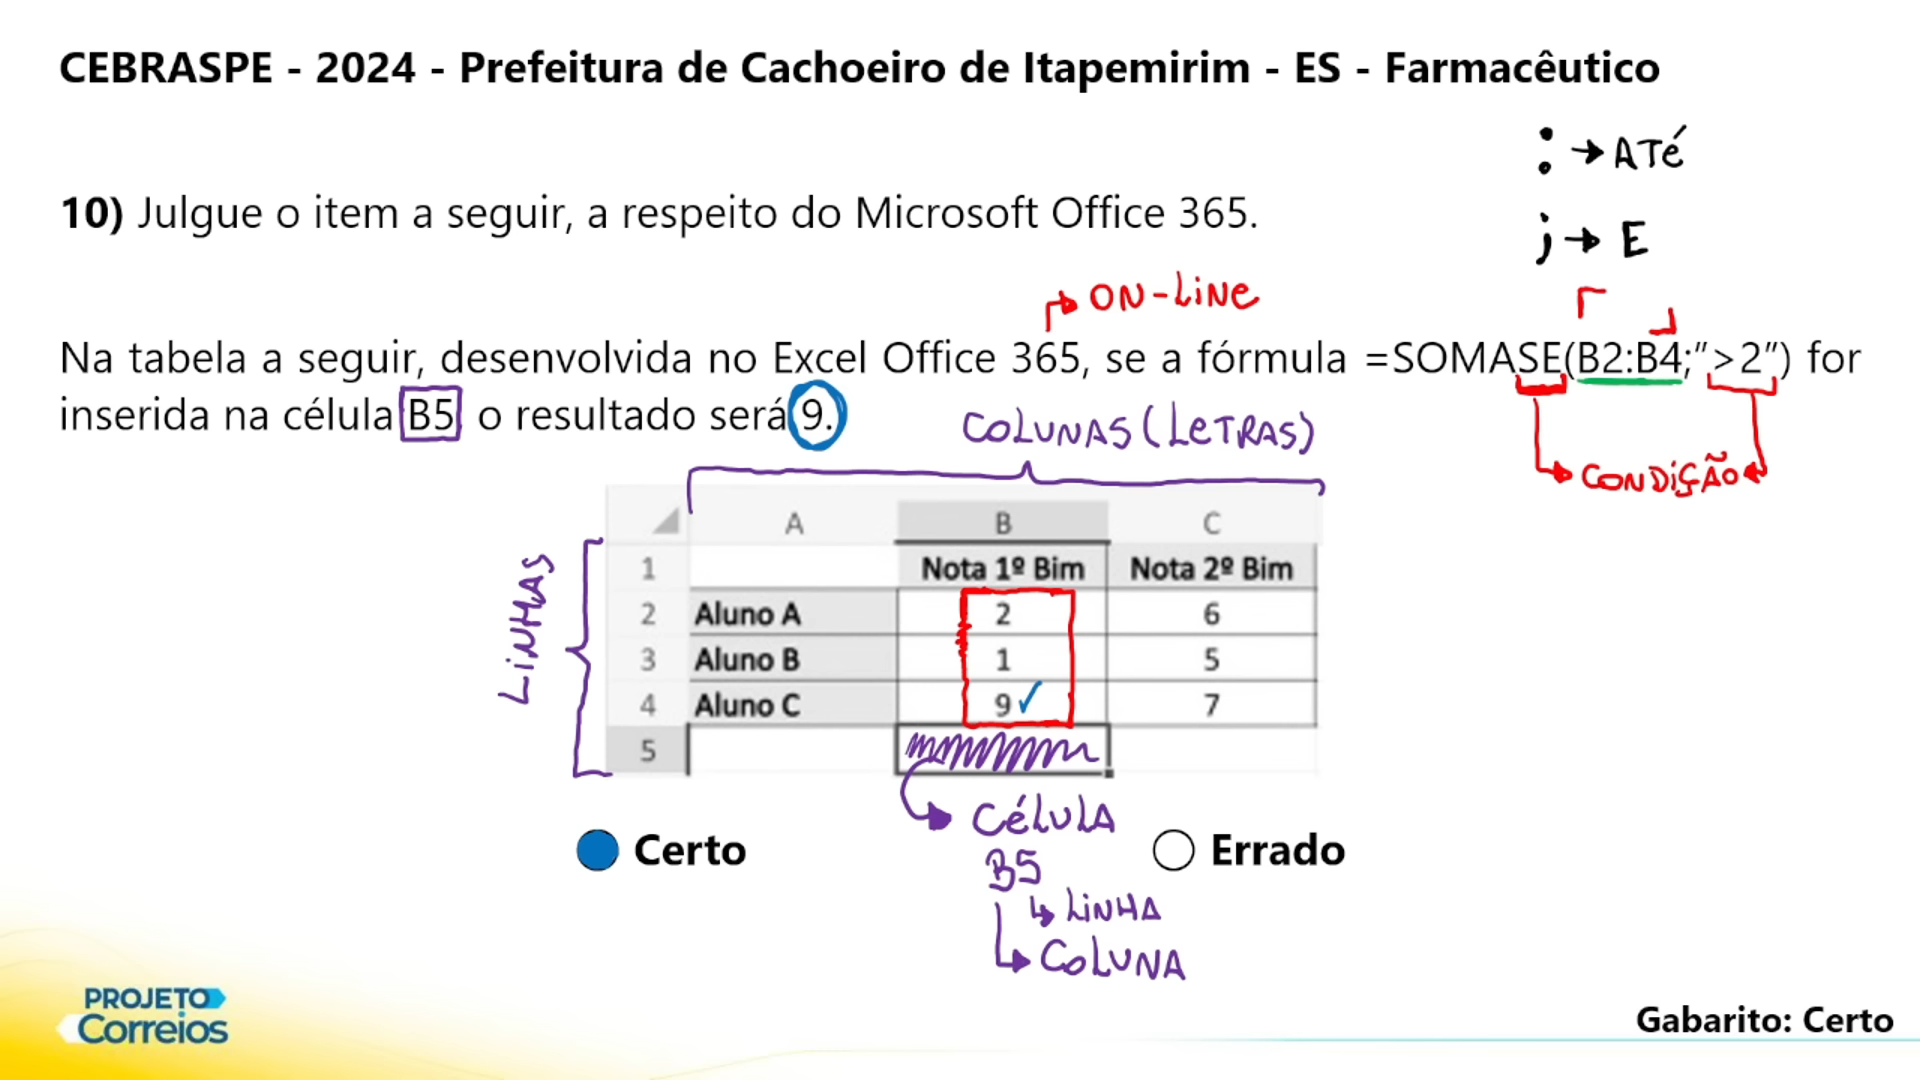 CEBRASPE - 2024 - Prefeitura de Cachoeiro de Itapemirim - ES - Farmacêutico
: → ATÉ
10) Julgue o item a seguir, a respeito do Microsoft Office 365.
; → E
ON-LINE
Na tabela a seguir, desenvolvida no Excel Office 365, se a fórmula =SOMASE(B2:B4;”>2”) for
inserida na célula B5 o resultado será 9.
COLUNAS (LETRAS)
CONDIÇÃO
A B C
LINHAS
1 Nota 1º Bim Nota 2º Bim
2 Aluno A 2 6
3 Aluno B 1 5
4 Aluno C 9 ✓ 7
5
CÉLULA
Certo Errado
B5
LINHA
COLUNA
PROJETO
Correios
Gabarito: Certo